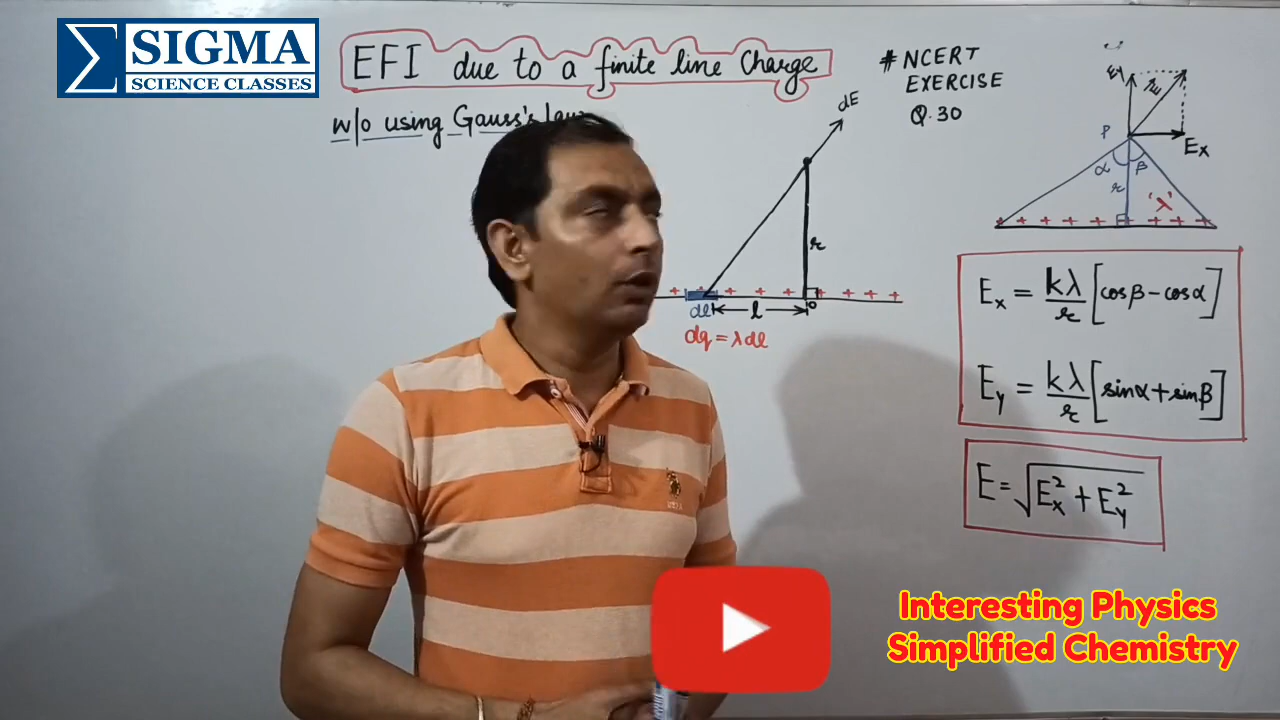 SIGMA
SCIENCE CLASSES
EFI due to a finite line Charge
w/o using Gauss's law
# NCERT
EXERCISE
Q.30
dE
r
dl
l
O
dq = λdl
Ey
E
P
Ex
α β
r
'λ'
Ex = kλ/r [cosβ - cosα]
Ey = kλ/r [sinα + sinβ]
E = √Ex² + Ey²
Interesting Physics
Simplified Chemistry